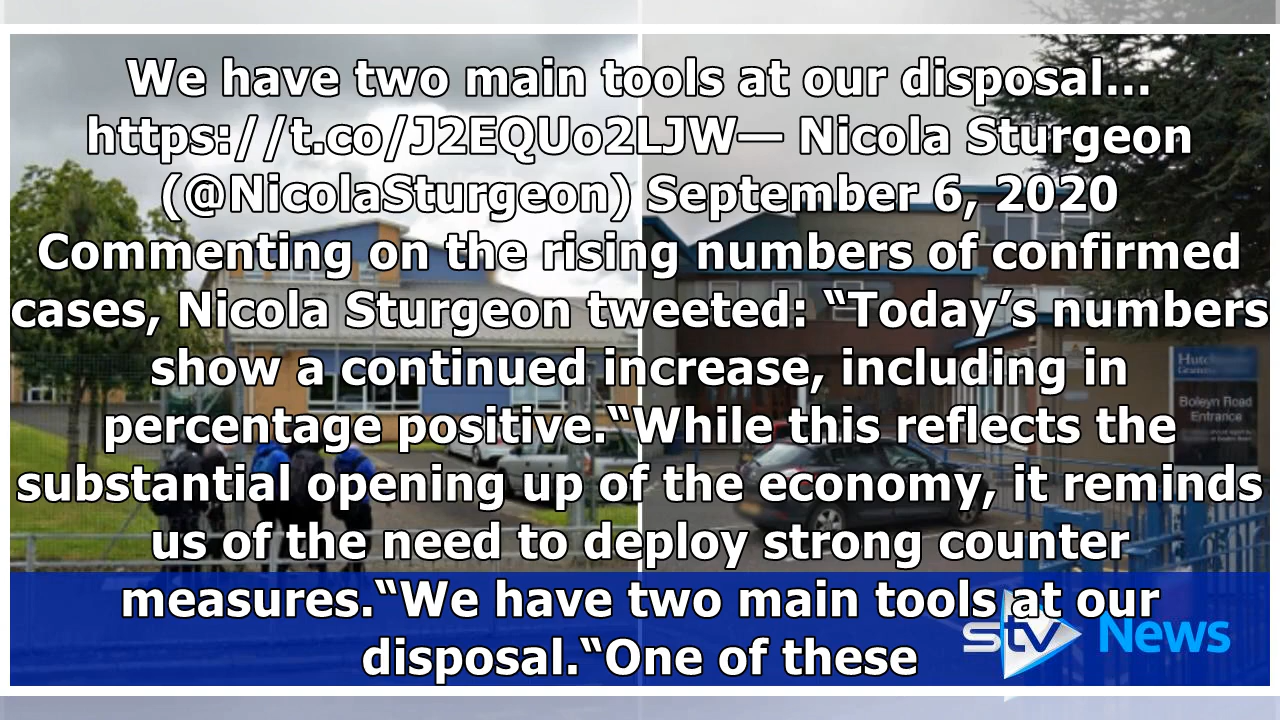 We have two main tools at our disposal...
https://t.co/J2EQUo2LJW— Nicola Sturgeon
(@NicolaSturgeon) September 6, 2020
Commenting on the rising numbers of confirmed
cases, Nicola Sturgeon tweeted: “Today’s numbers
show a continued increase, including in
percentage positive.“While this reflects the
substantial opening up of the economy, it reminds
us of the need to deploy strong counter
measures.“We have two main tools at our
disposal.“One of these
Boleyn Road
Entrance
stv News